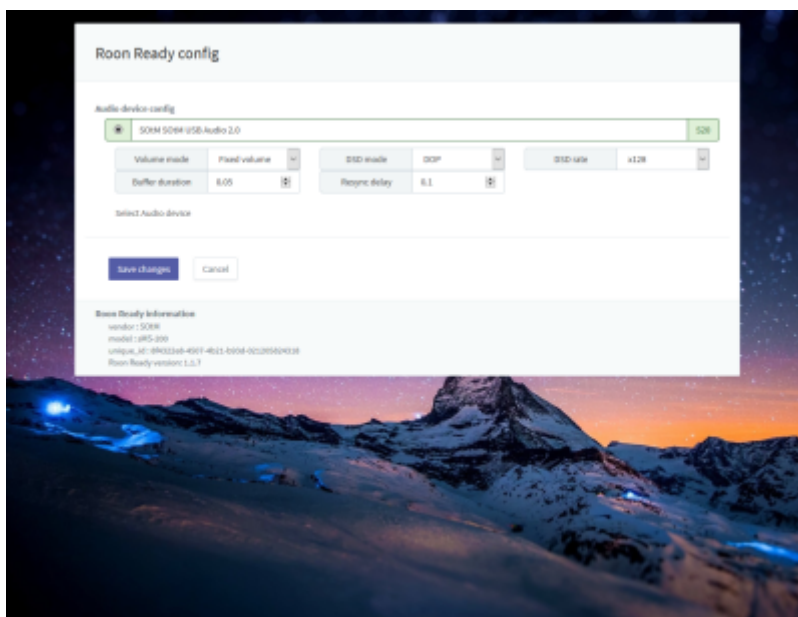 Roon Ready config
Audio device config
SOtM SOtM USB Audio 2.0 S20
Volume mode Fixed volume DSD mode DOP DSD rate x128
Buffer duration 0.05 Resync delay 0.1
Select Audio device
Save changes Cancel
Roon Ready Information
vendor : SOtM
model : sMS-200
unique_id :
Roon Ready version: 1.1.7